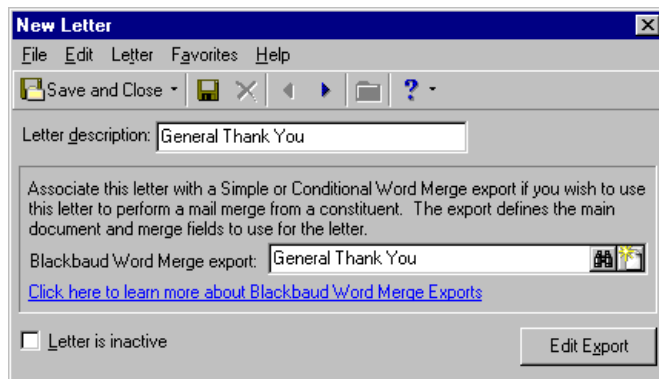 New Letter
File Edit Letter Favorites Help
Save and Close ?
Letter description: General Thank You
Associate this letter with a Simple or Conditional Word Merge export if you wish to use
this letter to perform a mail merge from a constituent. The export defines the main
document and merge fields to use for the letter.
Blackbaud Word Merge export: General Thank You
Click here to learn more about Blackbaud Word Merge Exports
Letter is inactive Edit Export